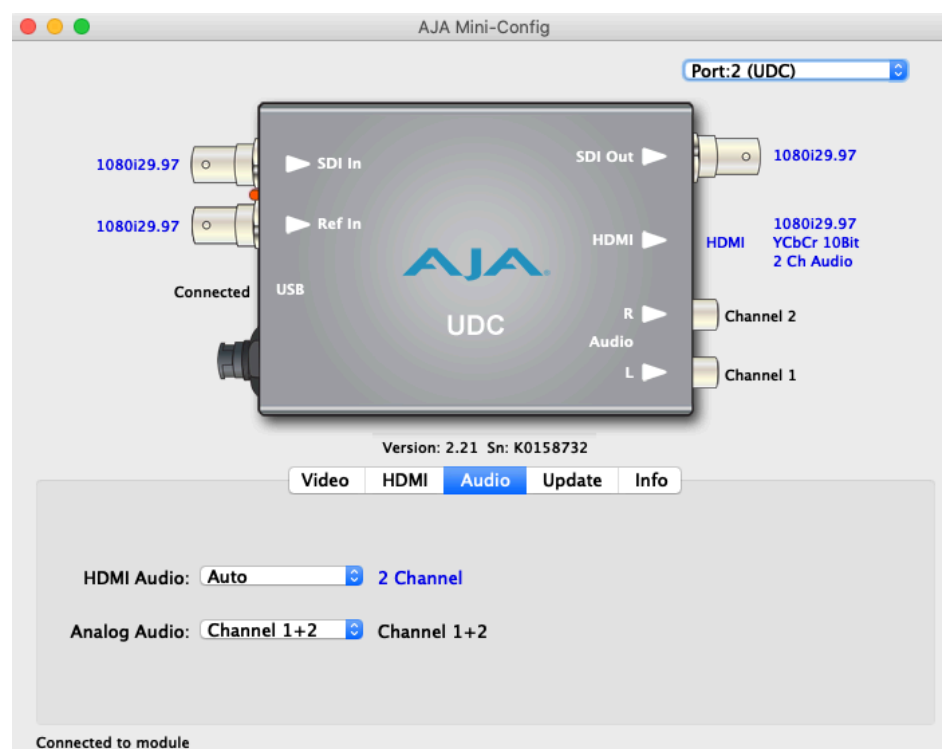 AJA Mini-Config
Port:2 (UDC)
1080i29.97
SDI In
SDI Out
1080i29.97
1080i29.97
Ref In
HDMI
HDMI
1080i29.97
YCbCr 10Bit
2 Ch Audio
AJA.
Connected
USB
UDC
R
Channel 2
Audio
L
Channel 1
Version: 2.21 Sn: K0158732
Video HDMI Audio Update Info
HDMI Audio: Auto 2 Channel
Analog Audio: Channel 1+2 Channel 1+2
Connected to module